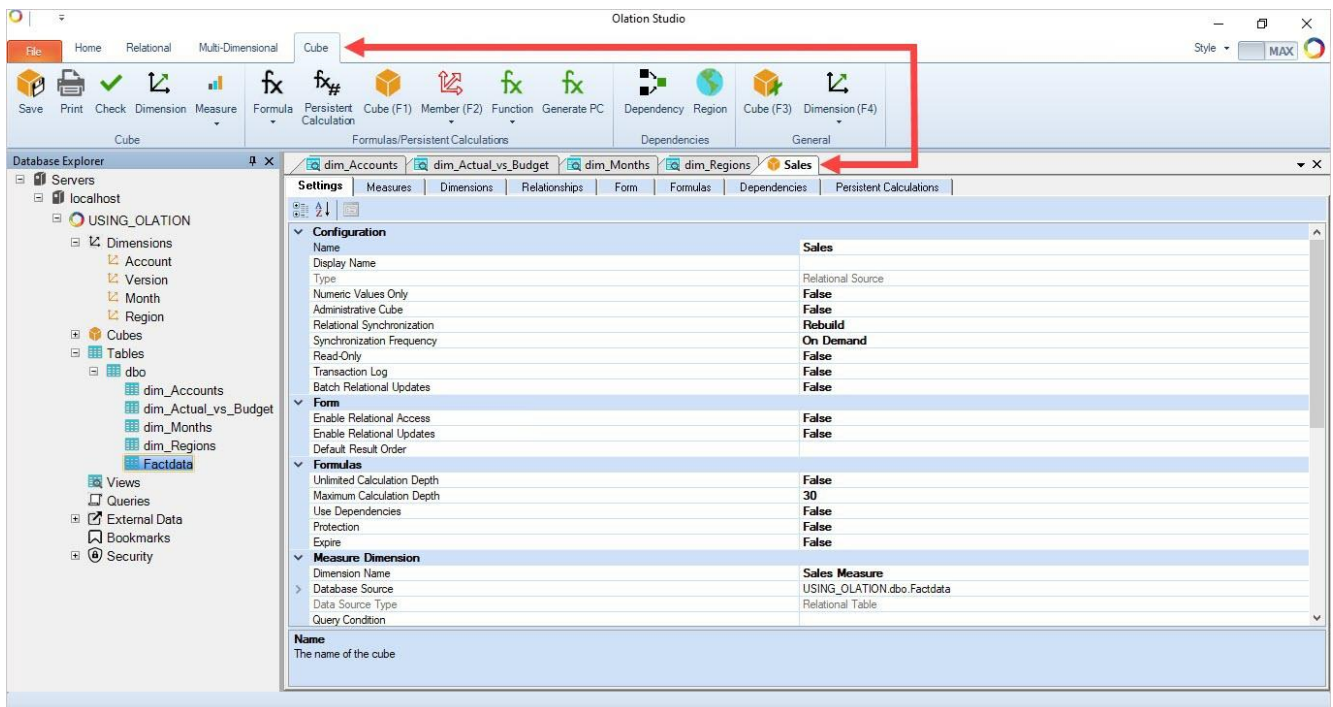 Olation Studio
File Home Relational Multi-Dimensional Cube Style MAX
Save Print Check Dimension Measure Formula Persistent Calculation Cube (F1) Member (F2) Function Generate PC Dependency Region Cube (F3) Dimension (F4)
Cube Formulas/Persistent Calculations Dependencies General
Database Explorer
Servers
localhost
USING_OLATION
Dimensions
Account
Version
Month
Region
Cubes
Tables
dbo
dim_Accounts
dim_Actual_vs_Budget
dim_Months
dim_Regions
Factdata
Views
Queries
External Data
Bookmarks
Security
dim_Accounts dim_Actual_vs_Budget dim_Months dim_Regions Sales
Settings Measures Dimensions Relationships Form Formulas Dependencies Persistent Calculations
Configuration
Name Sales
Display Name
Type Relational Source
Numeric Values Only False
Administrative Cube False
Relational Synchronization Rebuild
Synchronization Frequency On Demand
Read-Only False
Transaction Log False
Batch Relational Updates False
Form
Enable Relational Access False
Enable Relational Updates False
Default Result Order
Formulas
Unlimited Calculation Depth False
Maximum Calculation Depth 30
Use Dependencies False
Protection False
Expire False
Measure Dimension
Dimension Name Sales Measure
Database Source USING_OLATION.dbo.Factdata
Data Source Type Relational Table
Query Condition
Name
The name of the cube